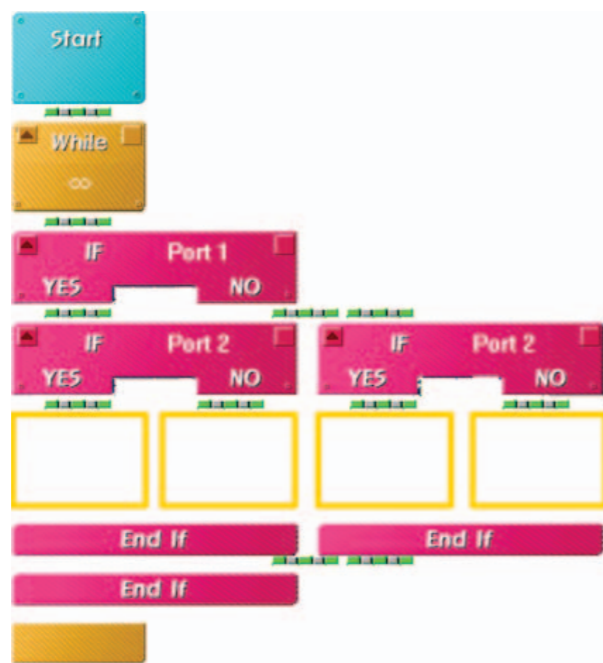 Start
While
∞
IF Port 1
YES NO
IF Port 2 IF Port 2
YES NO YES NO
End If End If
End If